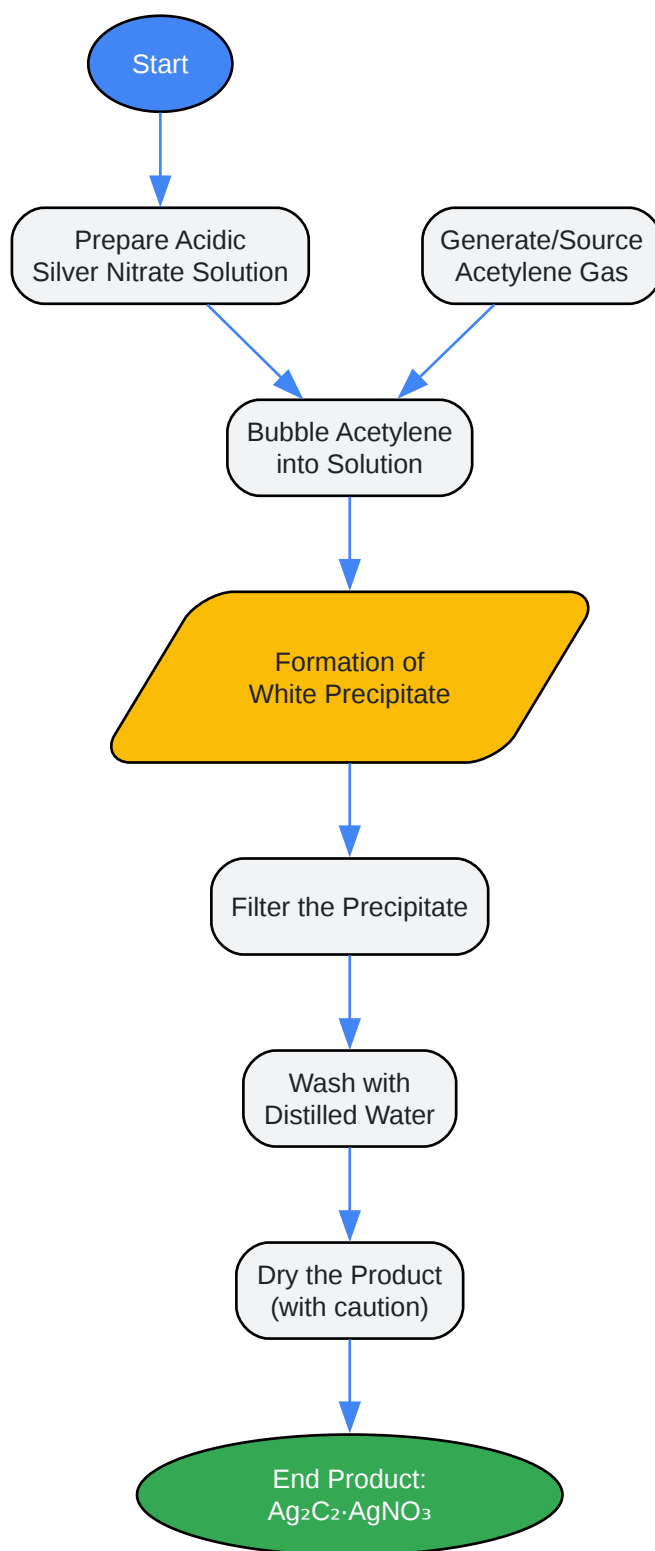 Start
Prepare Acidic
Silver Nitrate Solution
Generate/Source
Acetylene Gas
Bubble Acetylene
into Solution
Formation of
White Precipitate
Filter the Precipitate
Wash with
Distilled Water
Dry the Product
(with caution)
End Product:
Ag₂C₂·AgNO₃